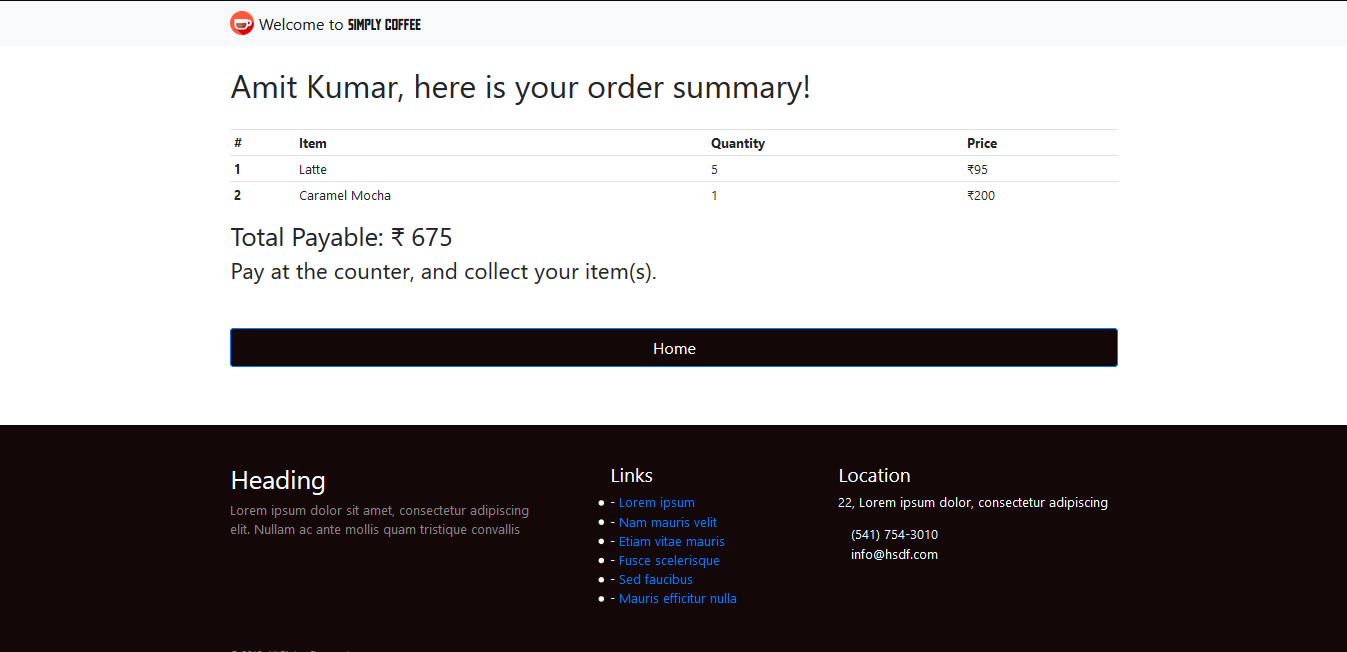 Welcome to SIMPLY COFFEE
Amit Kumar, here is your order summary!
# Item Quantity Price
1 Latte 5 ₹95
2 Caramel Mocha 1 ₹200
Total Payable: ₹ 675
Pay at the counter, and collect your item(s).
Home
Heading
Lorem ipsum dolor sit amet, consectetur adipiscing
elit. Nullam ac ante mollis quam tristique convallis
Links
- Lorem ipsum
- Nam mauris velit
- Etiam vitae mauris
- Fusce scelerisque
- Sed faucibus
- Mauris efficitur nulla
Location
22, Lorem ipsum dolor, consectetur adipiscing
(541) 754-3010
info@hsdf.com